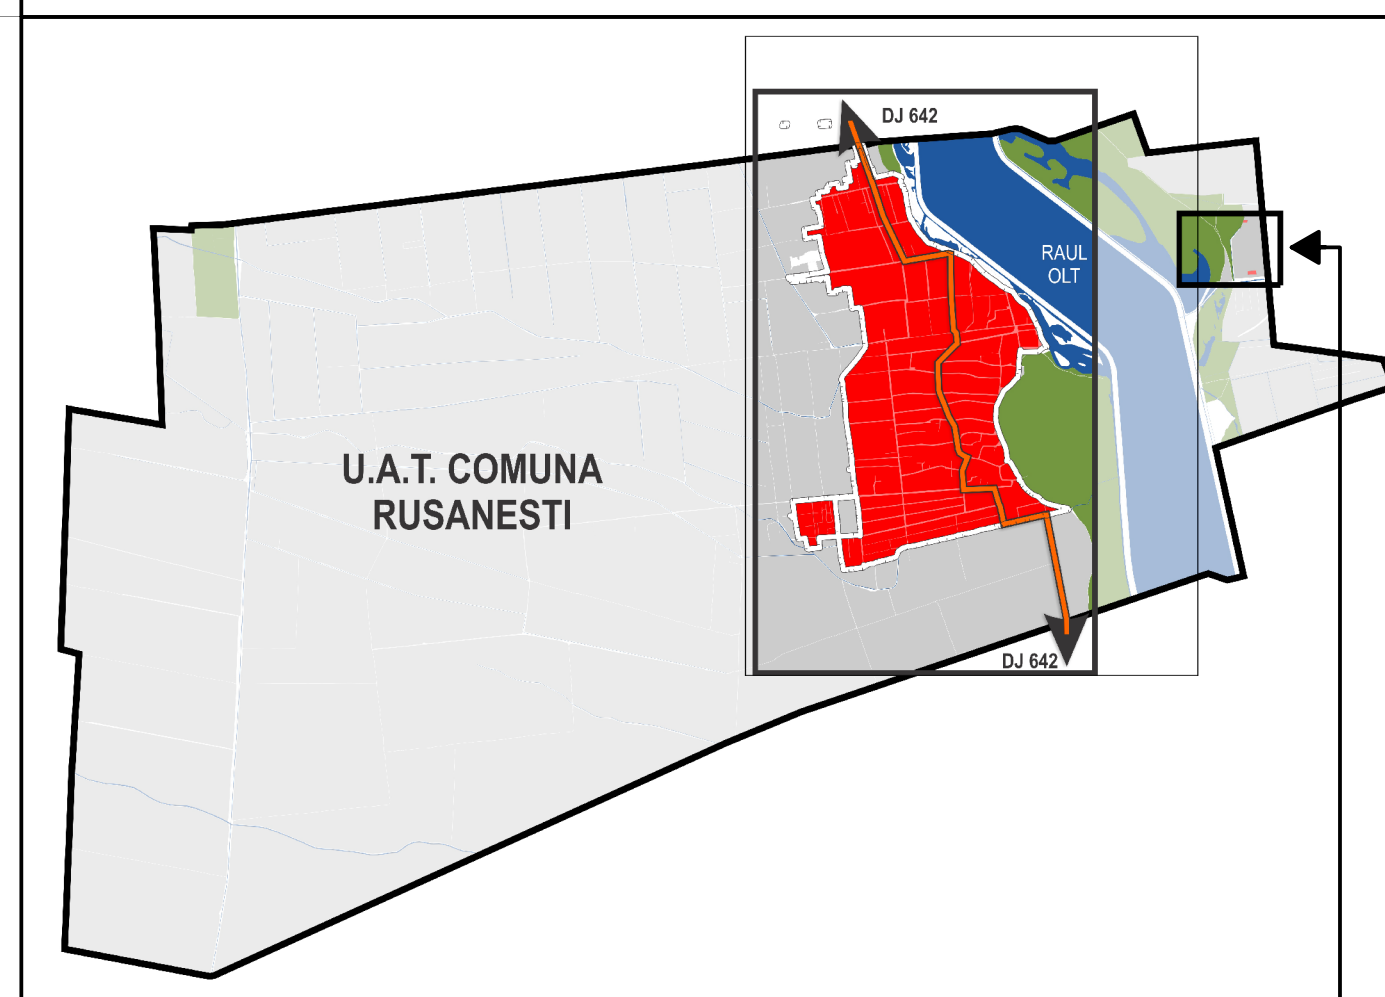 DJ 642
RAUL
OLT
U.A.T. COMUNA
RUSANESTI
DJ 642